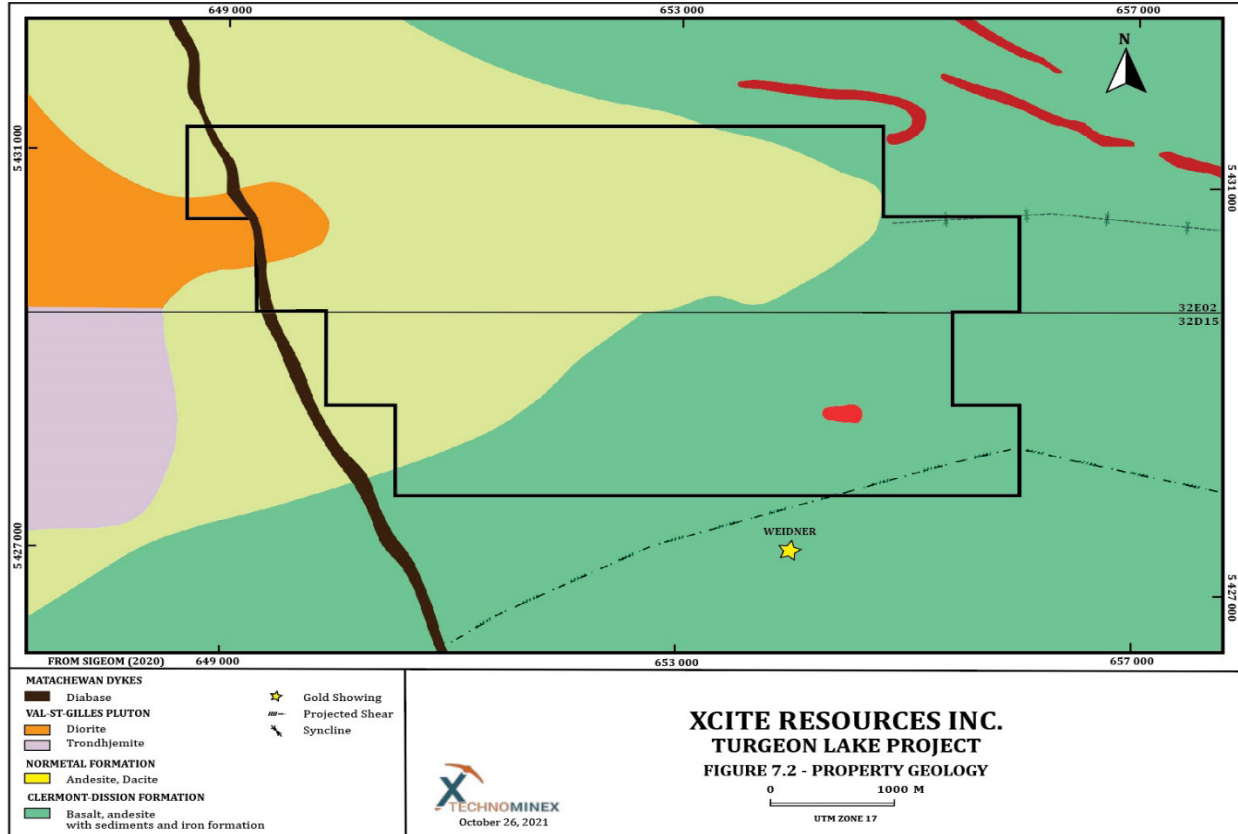 649 000
653 000
657 000
N
5 431 000
5 431 000
32E02
32D15
5 427 000
WEIDNER
5 427 000
FROM SIGEOM (2020)
649 000
653 000
657 000
MATACHEWAN DYKES
Diabase
VAL-ST-GILLES PLUTON
Diorite
Trondhjemite
NORMETAL FORMATION
Andesite, Dacite
CLERMONT-DISSION FORMATION
Basalt, andesite
with sediments and iron formation
Gold Showing
Projected Shear
Syncline
X
TECHNOMINEX
October 26, 2021
XCITE RESOURCES INC.
TURGEON LAKE PROJECT
FIGURE 7.2 - PROPERTY GEOLOGY
0 1000 M
UTM ZONE 17